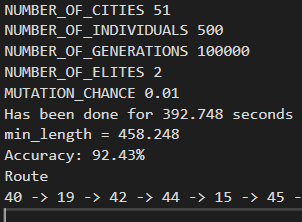 NUMBER_OF_CITIES 51
NUMBER_OF_INDIVIDUALS 500
NUMBER_OF_GENERATIONS 100000
NUMBER_OF_ELITES 2
MUTATION_CHANCE 0.01
Has been done for 392.748 seconds
min_length = 458.248
Accuracy: 92.43%
Route
40 -> 19 -> 42 -> 44 -> 15 -> 45 -